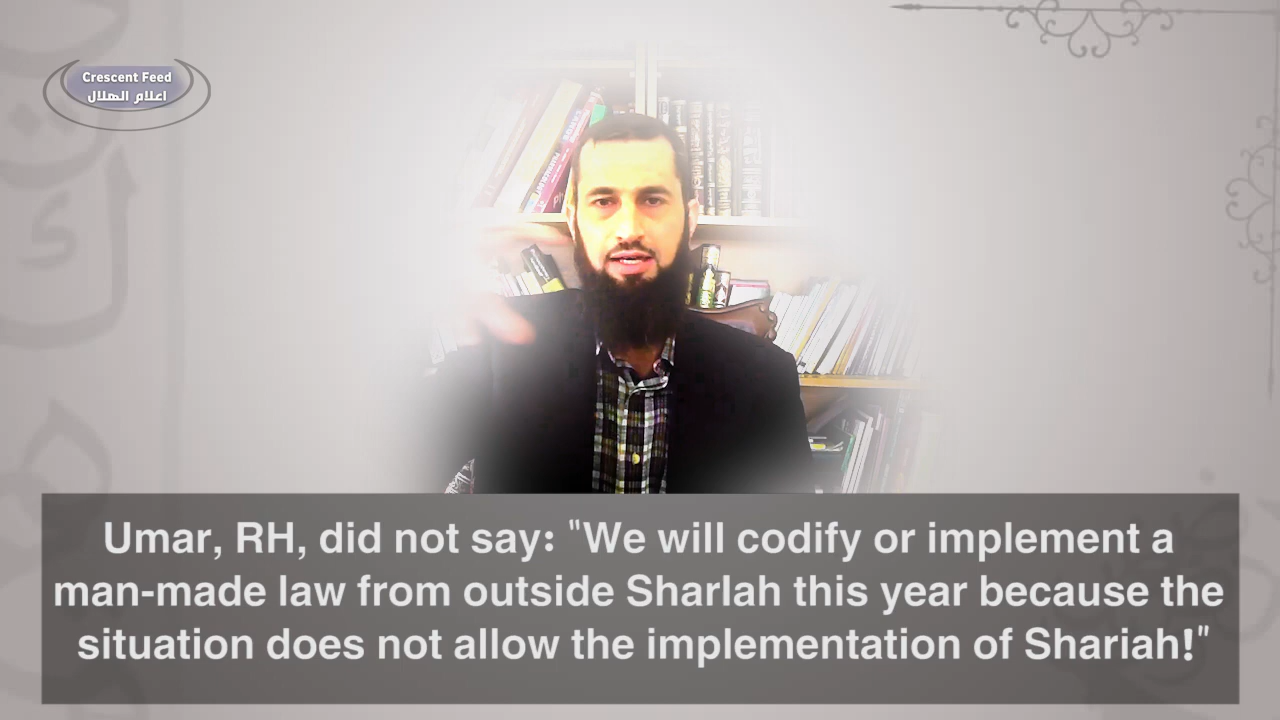 Crescent Feed
اعلام الهلال
Umar, RH, did not say: "We will codify or implement a
man-made law from outside Sharlah this year because the
situation does not allow the implementation of Shariah!"